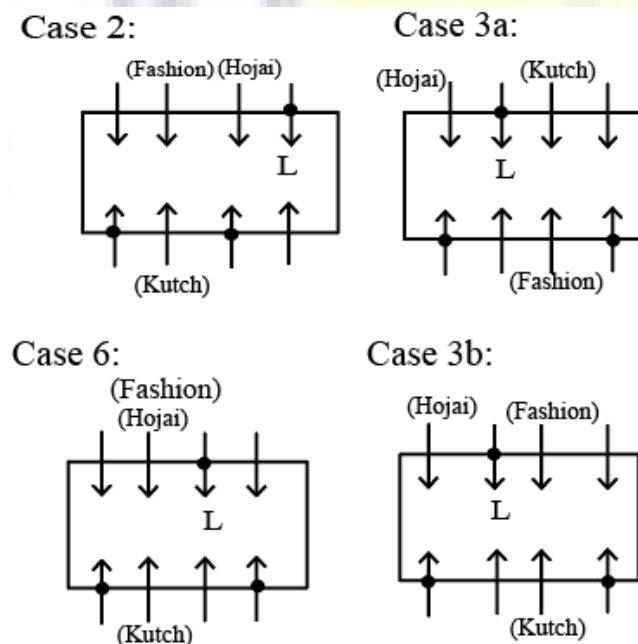 Case 2:
(Fashion) (Hojai)
L
(Kutch)
Case 3a:
(Hojai) (Kutch)
L
(Fashion)
Case 6:
(Fashion)
(Hojai)
L
(Kutch)
Case 3b:
(Hojai) (Fashion)
L
(Kutch)